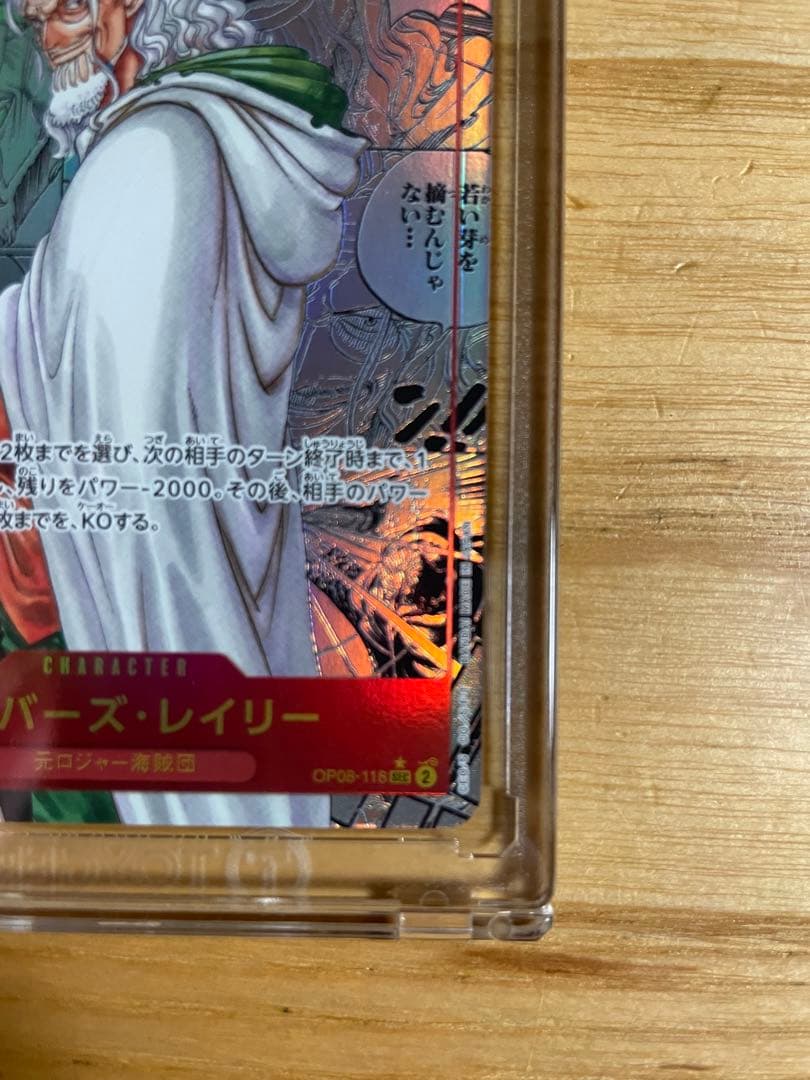 若い芽を
摘むんじゃ
ない…
2枚までを選び、次の相手のターン終了時まで、1
残りをパワー-2000。その後、相手のパワー
枚までを、KOする。
CHARACTER
バーズ・レイリー
元ロジャー海賊団
OP08-118 SEC 2